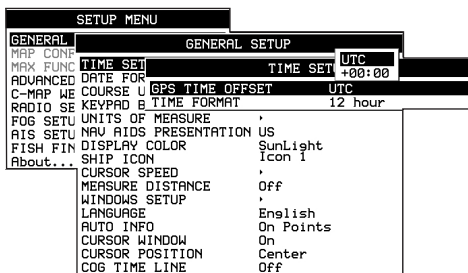 SETUP MENU
GENERAL
MAP CONF
MAX FUNC
ADVANCED
C-MAP WE
RADIO SE
FOG SETU
AIS SETU
FISH FIN
About...
GENERAL SETUP
TIME SET
DATE FOR
COURSE U
KEYPAD B
UNITS OF MEASURE
NAV AIDS PRESENTATION US
DISPLAY COLOR SunLight
SHIP ICON Icon 1
CURSOR SPEED
MEASURE DISTANCE Off
WINDOWS SETUP
LANGUAGE English
AUTO INFO On Points
CURSOR WINDOW On
CURSOR POSITION Center
COG TIME LINE Off
TIME SETU
GPS TIME OFFSET UTC
TIME FORMAT 12 hour
UTC
+00:00